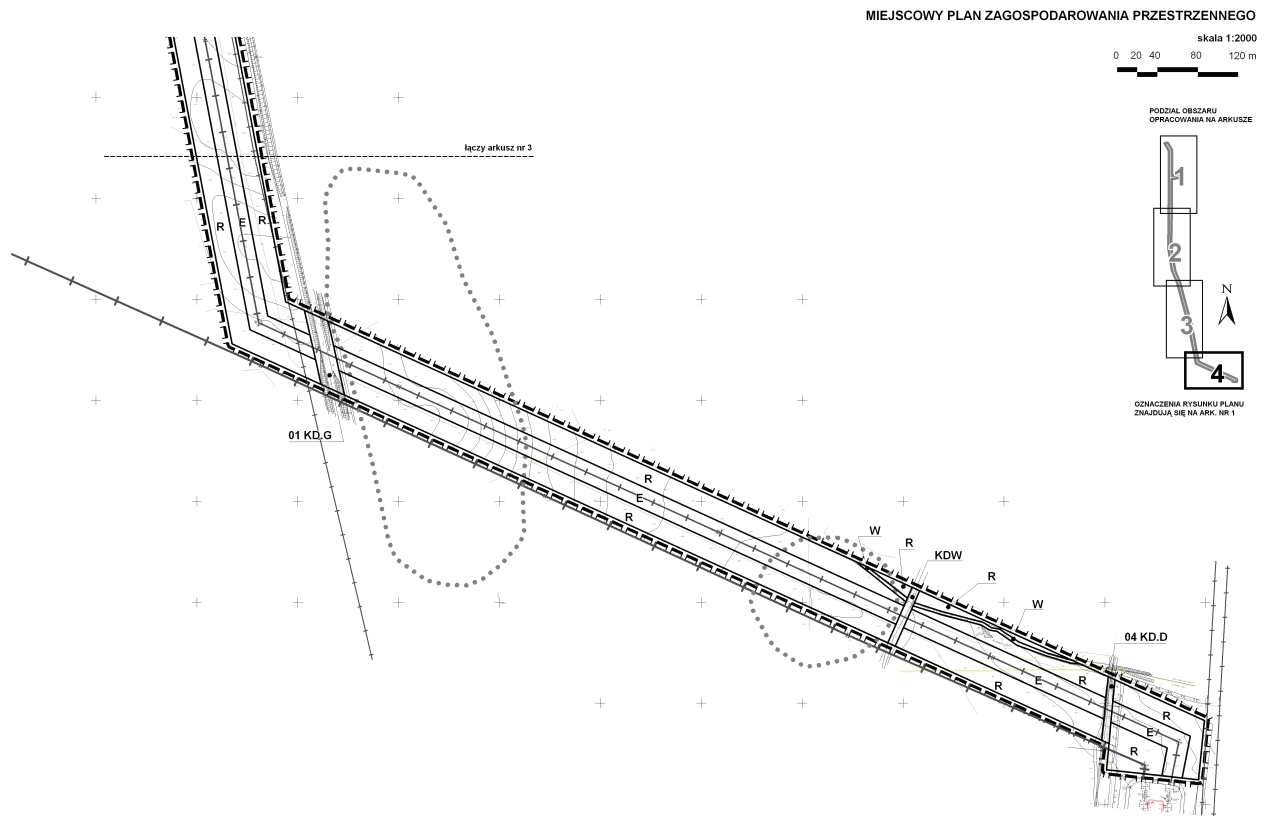 MIEJSCOWY PLAN ZAGOSPODAROWANIA PRZESTRZENNEGO
skala 1:2000
0 20 40 80 120 m
PODZIAŁ OBSZARU
OPRACOWANIA NA ARKUSZE
1
2
3
4
N
OZNACZENIA RYSUNKU PLANU
ZNAJDUJĄ SIĘ NA ARK. NR 1
łączy arkusz nr 3
R E R
01 KD.G
R
E
R
W
R
KDW
R
W
04 KD.D
R E R
R
E
R